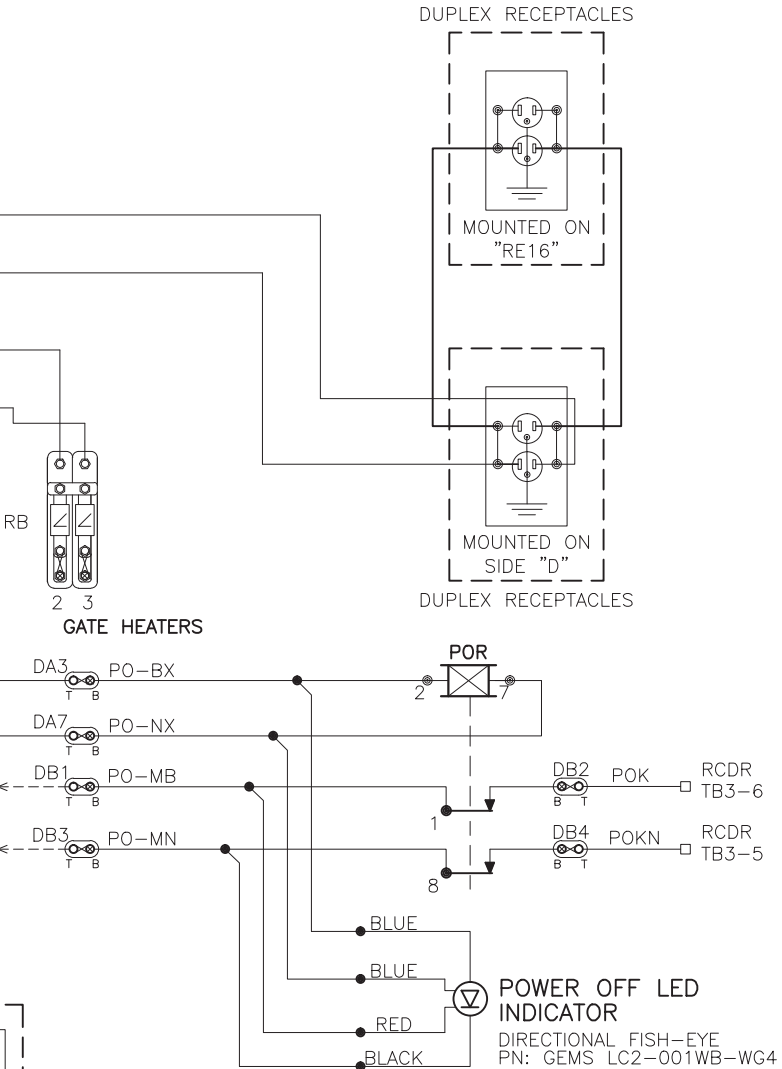 DUPLEX RECEPTACLES
MOUNTED ON
"RE16"
MOUNTED ON
SIDE "D"
DUPLEX RECEPTACLES
RB
2 3
GATE HEATERS
DA3
T B
PO-BX
POR
2
7
DA7
T B
PO-NX
DB1
T B
PO-MB
1
DB2
B T
POK
RCDR
TB3-6
DB3
T B
PO-MN
8
DB4
B T
POKN
RCDR
TB3-5
BLUE
BLUE
RED
BLACK
POWER OFF LED
INDICATOR
DIRECTIONAL FISH-EYE
PN: GEMS LC2-001WB-WG4